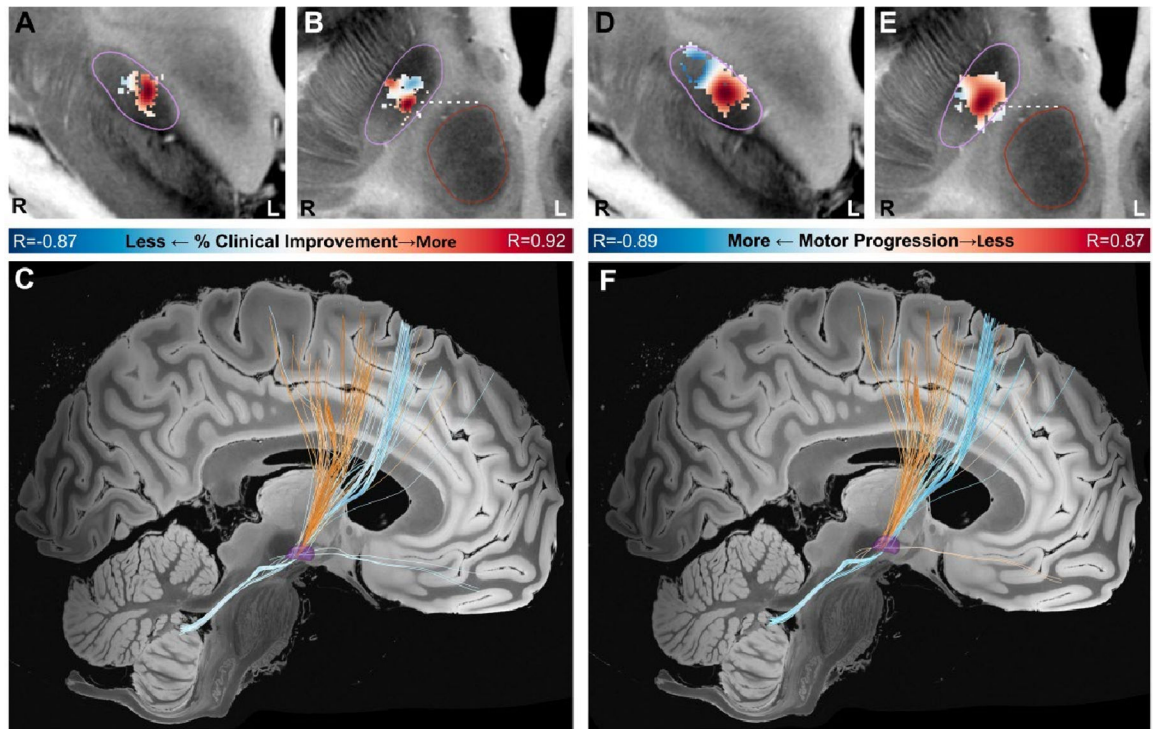 A
B
D
E
R
L
R
L
R
L
R
L
R=-0.87 Less ← % Clinical Improvement→More R=0.92
R=-0.89 More ← Motor Progression→Less R=0.87
C
F